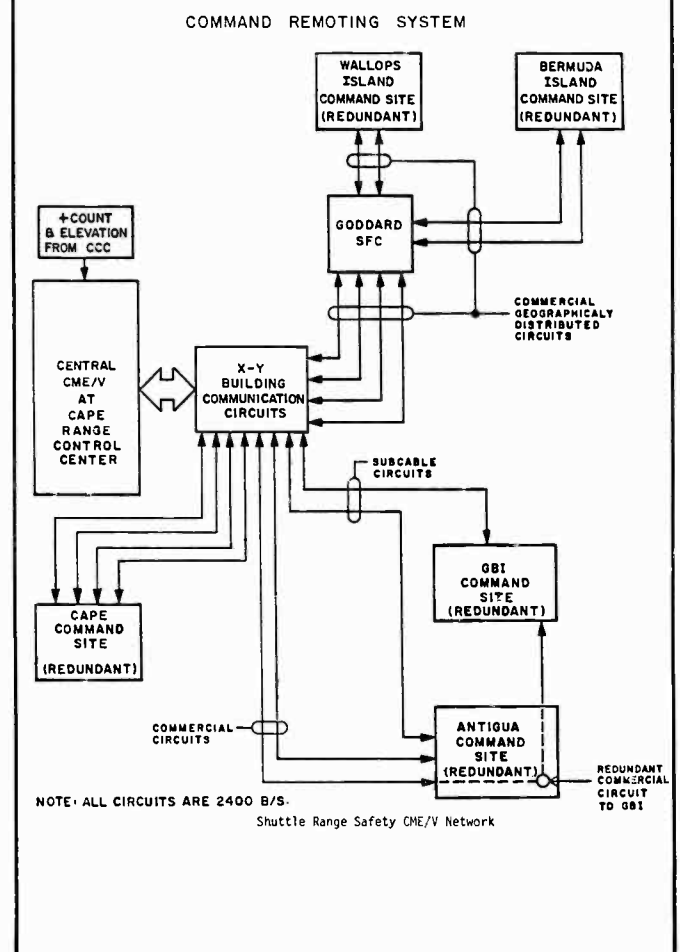 COMMAND REMOTING SYSTEM
WALLOPS
ISLAND
COMMAND SITE
(REDUNDANT)
BERMUDA
ISLAND
COMMAND SITE
(REDUNDANT)
+COUNT
& ELEVATION
FROM CCC
GODDARD
SFC
COMMERCIAL
GEOGRAPHICALY
DISTRIBUTED
CIRCUITS
CENTRAL
CME/V
AT
CAPE
RANGE
CONTROL
CENTER
X-Y
BUILDING
COMMUNICATION
CIRCUITS
SUBCABLE
CIRCUITS
GBI
COMMAND
SITE
(REDUNDANT)
CAPE
COMMAND
SITE
(REDUNDANT)
COMMERCIAL
CIRCUITS
ANTIGUA
COMMAND
SITE
(REDUNDANT)
REDUNDANT
COMMERCIAL
CIRCUIT
TO GBI
NOTE: ALL CIRCUITS ARE 2400 B/S.
Shuttle Range Safety CME/V Network